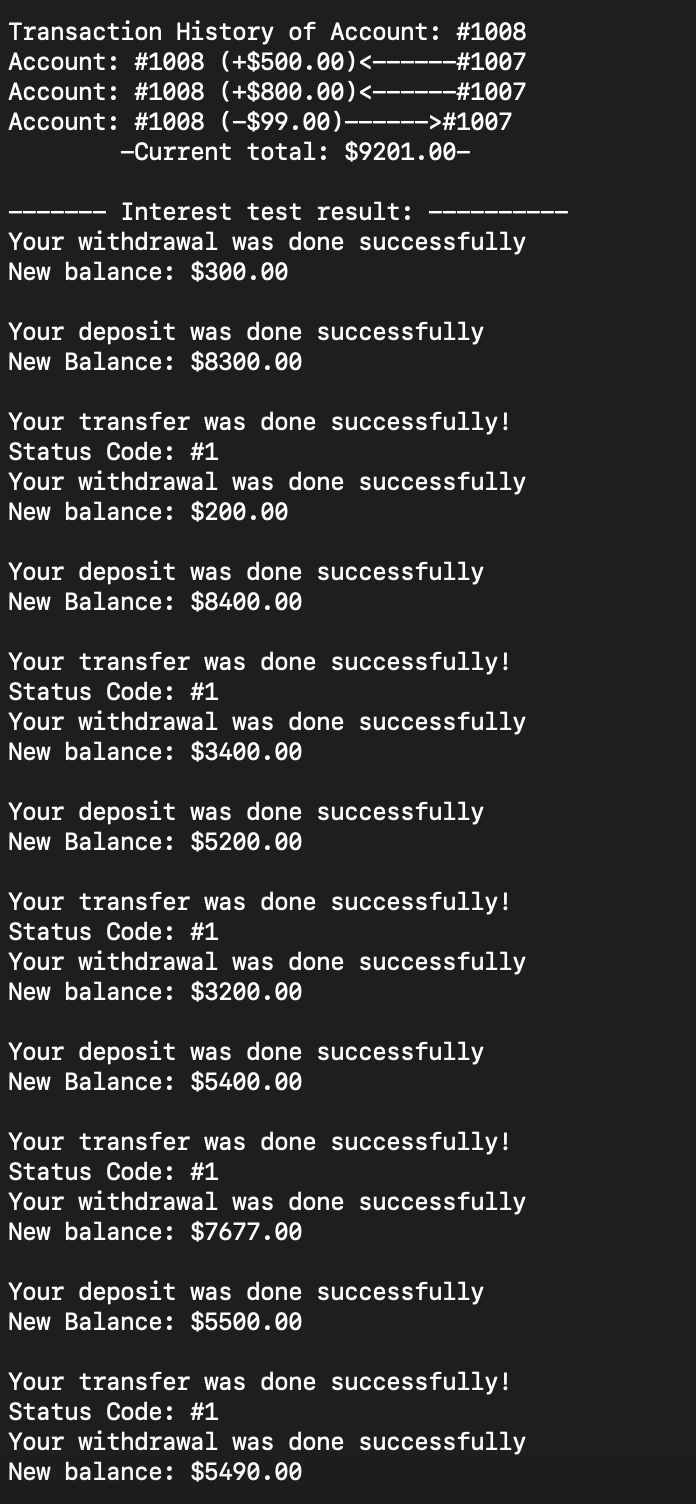 Transaction History of Account: #1008
Account: #1008 (+$500.00)<------#1007
Account: #1008 (+$800.00)<------#1007
Account: #1008 (-$99.00)------>#1007
-Current total: $9201.00-
------- Interest test result: ----------
Your withdrawal was done successfully
New balance: $300.00
Your deposit was done successfully
New Balance: $8300.00
Your transfer was done successfully!
Status Code: #1
Your withdrawal was done successfully
New balance: $200.00
Your deposit was done successfully
New Balance: $8400.00
Your transfer was done successfully!
Status Code: #1
Your withdrawal was done successfully
New balance: $3400.00
Your deposit was done successfully
New Balance: $5200.00
Your transfer was done successfully!
Status Code: #1
Your withdrawal was done successfully
New balance: $3200.00
Your deposit was done successfully
New Balance: $5400.00
Your transfer was done successfully!
Status Code: #1
Your withdrawal was done successfully
New balance: $7677.00
Your deposit was done successfully
New Balance: $5500.00
Your transfer was done successfully!
Status Code: #1
Your withdrawal was done successfully
New balance: $5490.00